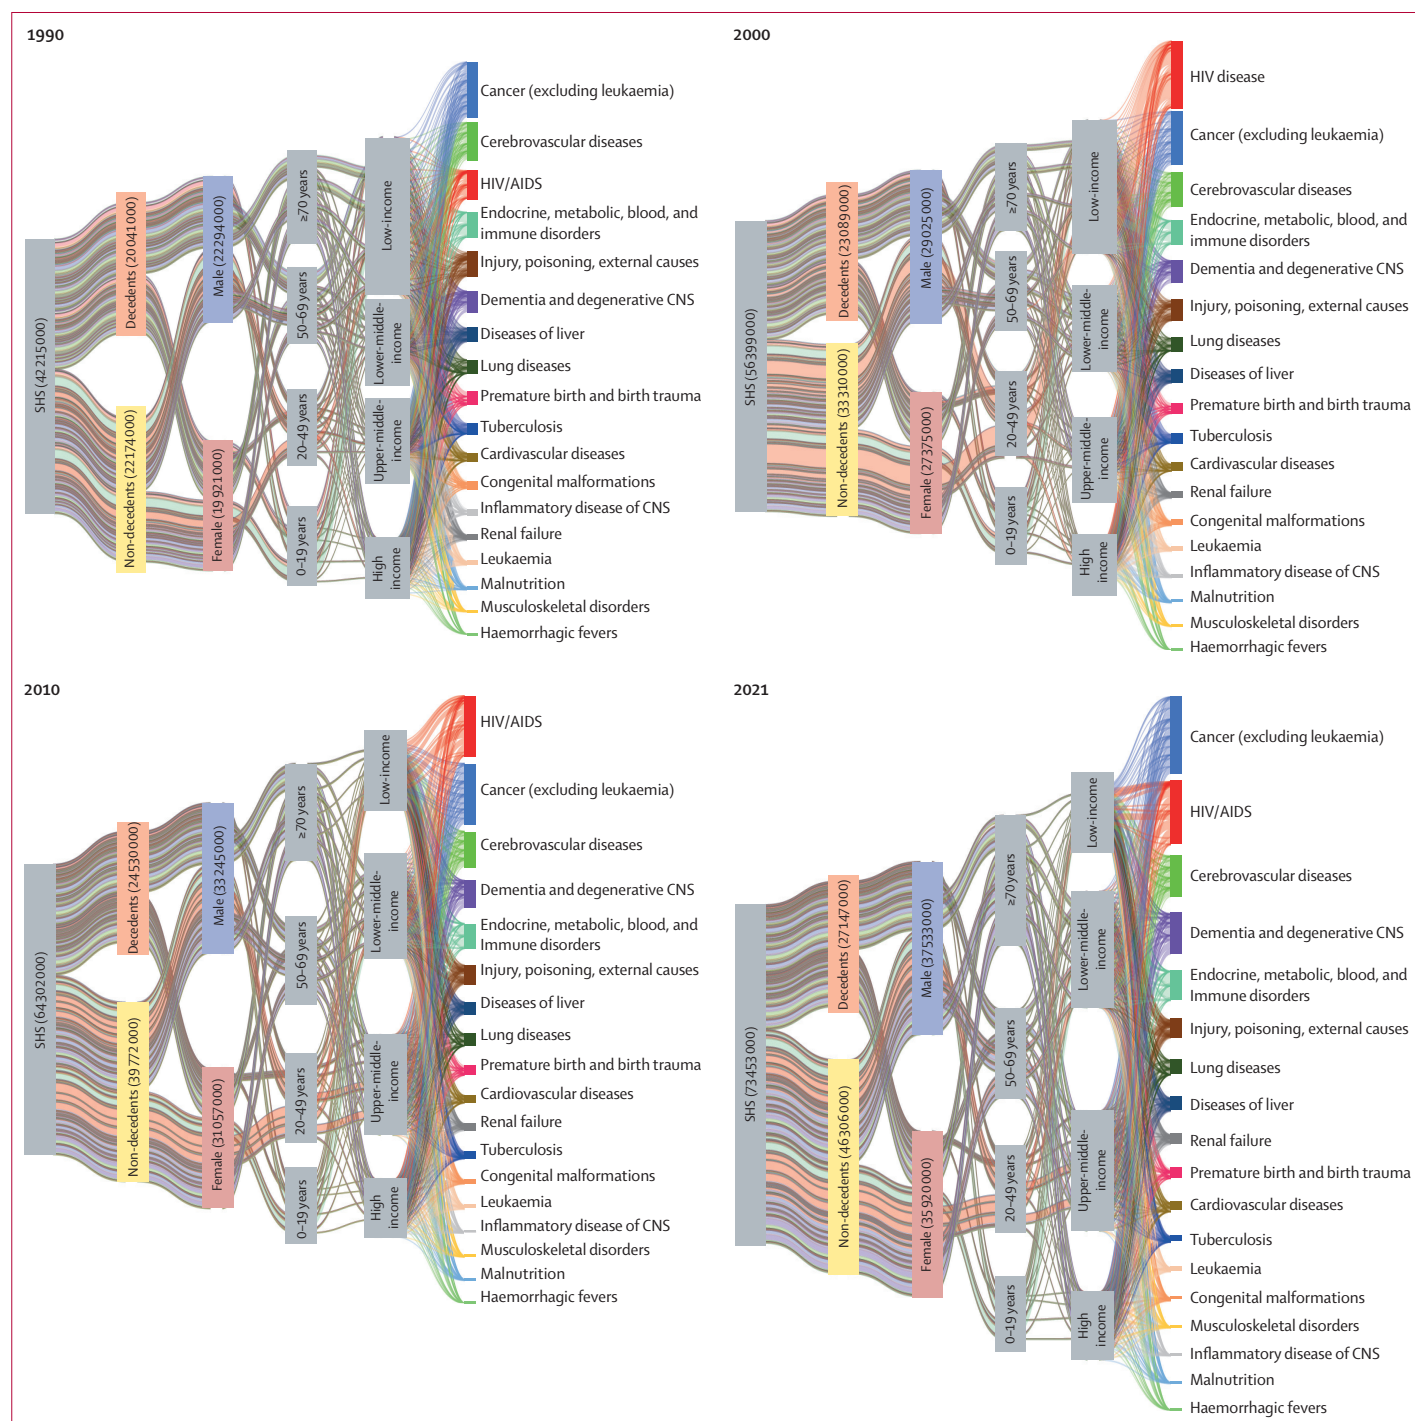 1990
SHS (42 215 000)
Decedents (20 041 000)
Non-decedents (22 174 000)
Male (22 294 000)
Female (19 921 000)
≥70 years
50–69 years
20–49 years
0–19 years
Low-income
Lower-middle-
income
Upper-middle-
income
High
income
Cancer (excluding leukaemia)
Cerebrovascular diseases
HIV/AIDS
Endocrine, metabolic, blood, and
immune disorders
Injury, poisoning, external causes
Dementia and degenerative CNS
Diseases of liver
Lung diseases
Premature birth and birth trauma
Tuberculosis
Cardivascular diseases
Congenital malformations
Inflammatory disease of CNS
Renal failure
Leukaemia
Malnutrition
Musculoskeletal disorders
Haemorrhagic fevers
2000
SHS (56 399 000)
Decedents (23 089 000)
Non-decedents (33 310 000)
Male (29 025 000)
Female (27 375 000)
≥70 years
50–69 years
20–49 years
0–19 years
Low-income
Lower-middle-
income
Upper-middle-
income
High
income
HIV disease
Cancer (excluding leukaemia)
Cerebrovascular diseases
Endocrine, metabolic, blood, and
immune disorders
Dementia and degenerative CNS
Injury, poisoning, external causes
Lung diseases
Diseases of liver
Premature birth and birth trauma
Tuberculosis
Cardivascular diseases
Renal failure
Congenital malformations
Leukaemia
Inflammatory disease of CNS
Malnutrition
Musculoskeletal disorders
Haemorrhagic fevers
2010
SHS (64 302 000)
Decedents (24 530 000)
Non-decedents (39 772 000)
Male (33 245 000)
Female (31 057 000)
≥70 years
50–69 years
20–49 years
0–19 years
Low-income
Lower-middle-
income
Upper-middle-
income
High
income
HIV/AIDS
Cancer (excluding leukaemia)
Cerebrovascular diseases
Dementia and degenerative CNS
Endocrine, metabolic, blood, and
Immune disorders
Injury, poisoning, external causes
Diseases of liver
Lung diseases
Premature birth and birth trauma
Cardiovascular diseases
Renal failure
Tuberculosis
Congenital malformations
Leukaemia
Inflammatory disease of CNS
Musculoskeletal disorders
Malnutrition
Haemorrhagic fevers
2021
SHS (73 453 000)
Decedents (27 147 000)
Non-decedents (46 306 000)
Male (37 533 000)
Female (35 920 000)
≥70 years
50–69 years
20–49 years
0–19 years
Low-income
Lower-middle-
income
Upper-middle-
income
High
income
Cancer (excluding leukaemia)
HIV/AIDS
Cerebrovascular diseases
Dementia and degenerative CNS
Endocrine, metabolic, blood, and
Immune disorders
Injury, poisoning, external causes
Lung diseases
Diseases of liver
Renal failure
Premature birth and birth trauma
Cardiovascular diseases
Tuberculosis
Leukaemia
Congenital malformations
Musculoskeletal disorders
Inflammatory disease of CNS
Malnutrition
Haemorrhagic fevers